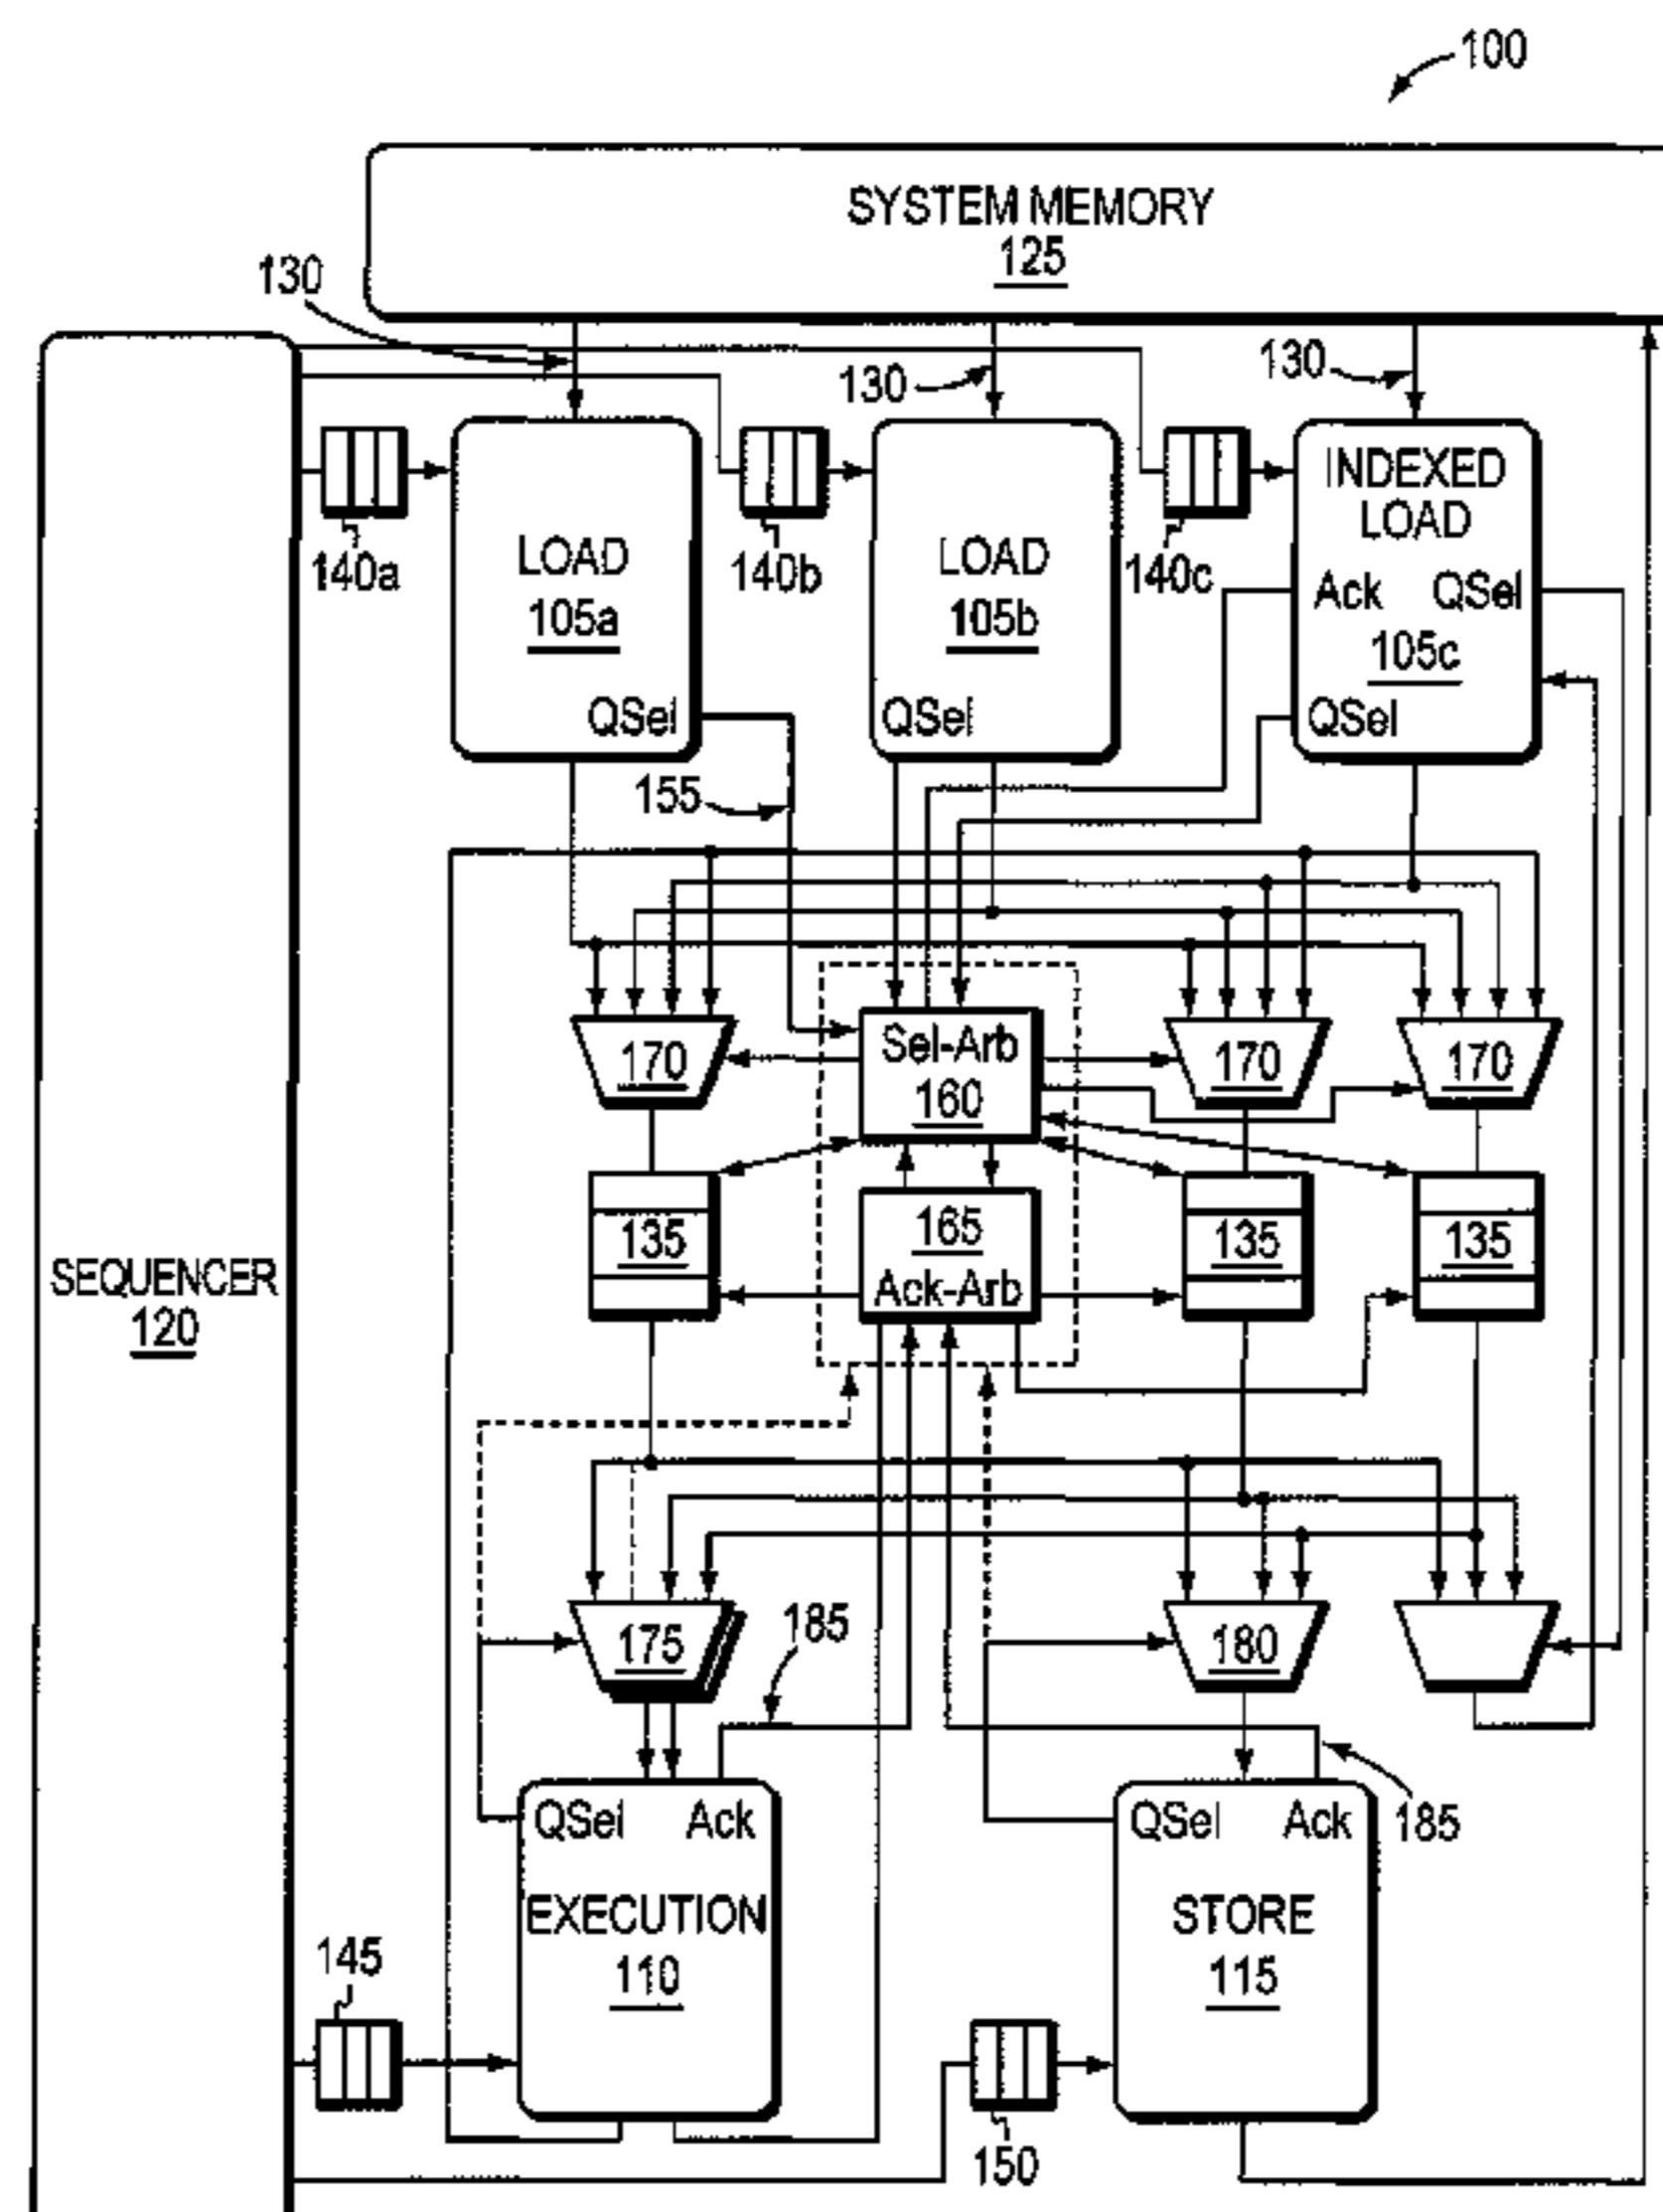 100
SYSTEM MEMORY
125
130
130
130
140a
LOAD
105a
QSel
140b
LOAD
105b
QSel
140c
INDEXED
LOAD
Ack QSel
105c
QSel
155
170
Sel-Arb
160
170
170
135
165
Ack-Arb
135
135
SEQUENCER
120
175
185
180
QSel Ack
EXECUTION
110
QSel Ack
STORE
115
185
145
150